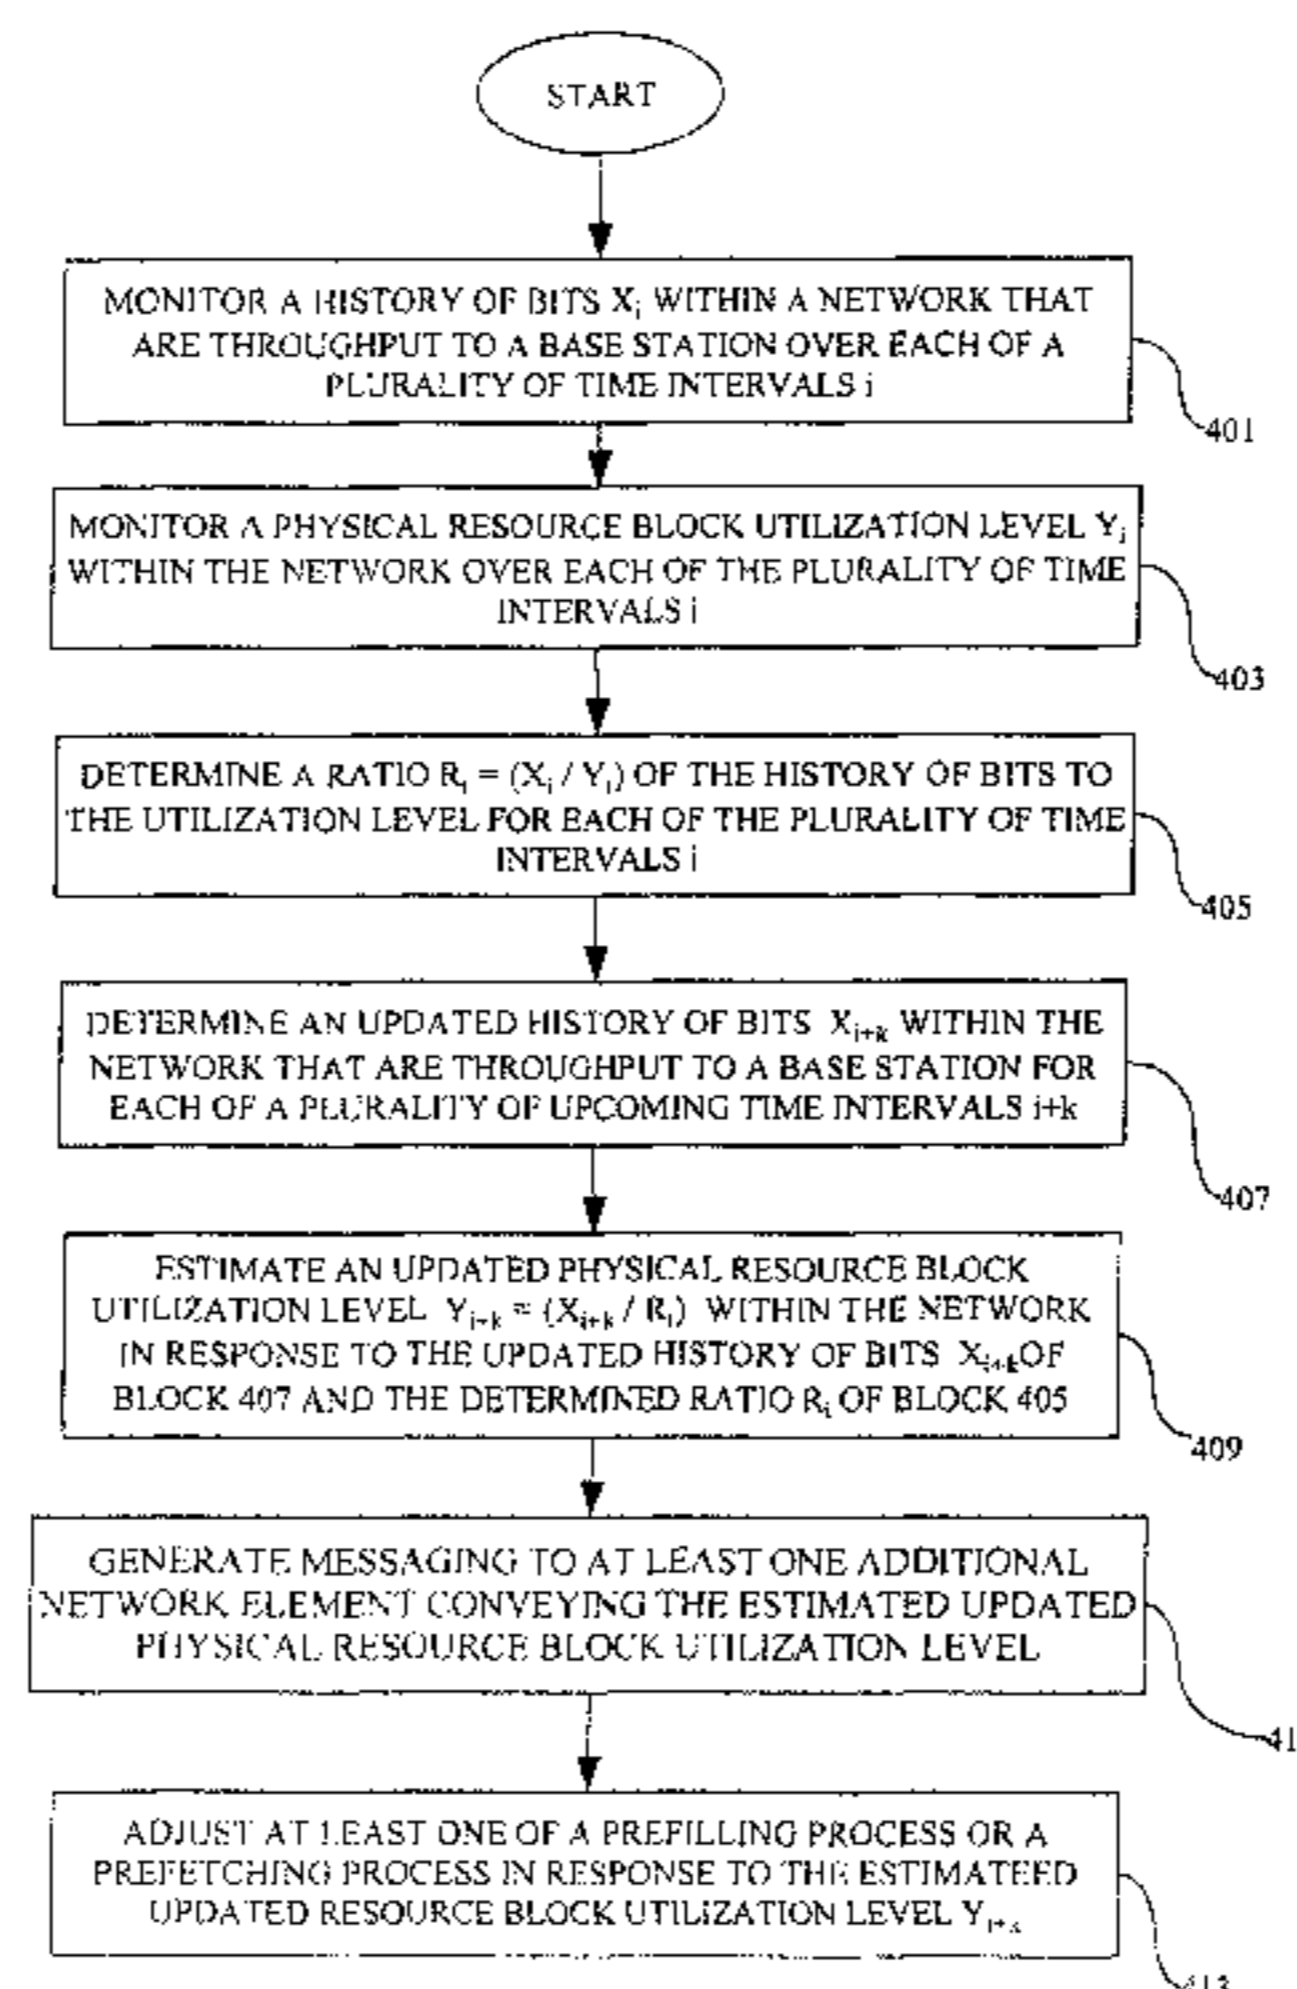 START
MONITOR A HISTORY OF BITS Xi WITHIN A NETWORK THAT
ARE THROUGHPUT TO A BASE STATION OVER EACH OF A
PLURALITY OF TIME INTERVALS i
401
MONITOR A PHYSICAL RESOURCE BLOCK UTILIZATION LEVEL Yi
WITHIN THE NETWORK OVER EACH OF THE PLURALITY OF TIME
INTERVALS i
403
DETERMINE A RATIO Ri = (Xi / Yi) OF THE HISTORY OF BITS TO
THE UTILIZATION LEVEL FOR EACH OF THE PLURALITY OF TIME
INTERVALS i
405
DETERMINE AN UPDATED HISTORY OF BITS Xi+k WITHIN THE
NETWORK THAT ARE THROUGHPUT TO A BASE STATION FOR
EACH OF A PLURALITY OF UPCOMING TIME INTERVALS i+k
407
ESTIMATE AN UPDATED PHYSICAL RESOURCE BLOCK
UTILIZATION LEVEL Yi+k = (Xi+k / Ri) WITHIN THE NETWORK
IN RESPONSE TO THE UPDATED HISTORY OF BITS Xi+k OF
BLOCK 407 AND THE DETERMINED RATIO Ri OF BLOCK 405
409
GENERATE MESSAGING TO AT LEAST ONE ADDITIONAL
NETWORK ELEMENT CONVEYING THE ESTIMATED UPDATED
PHYSICAL RESOURCE BLOCK UTILIZATION LEVEL
41
ADJUST AT LEAST ONE OF A PREFILLING PROCESS OR A
PREFETCHING PROCESS IN RESPONSE TO THE ESTIMATEED
UPDATED RESOURCE BLOCK UTILIZATION LEVEL Yi+k
413